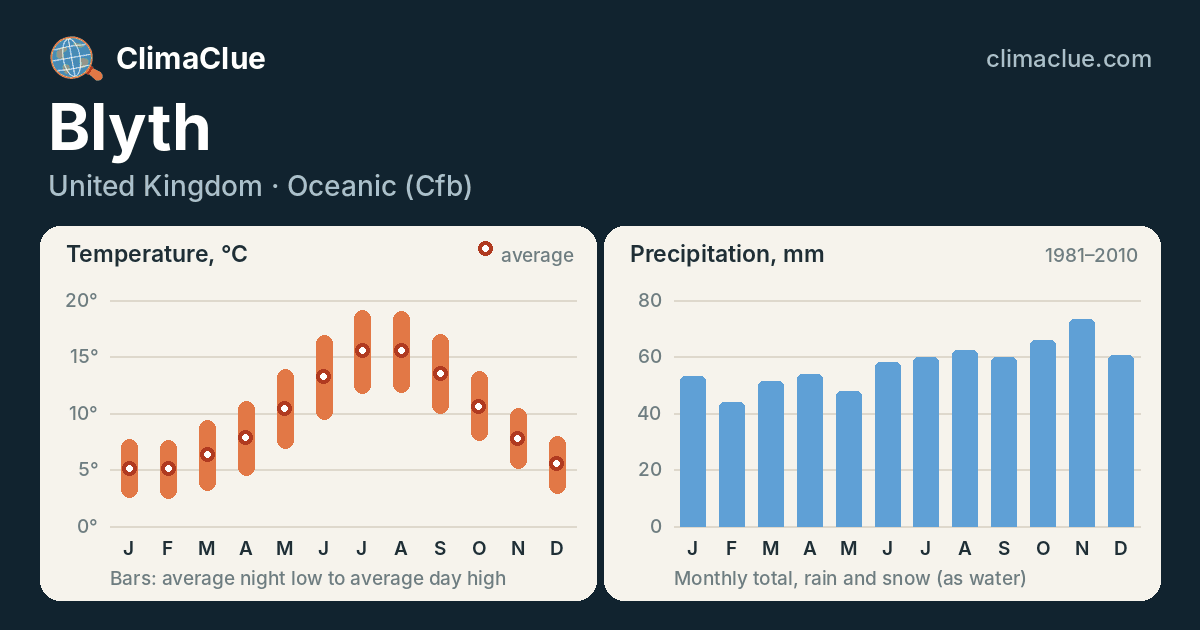 ClimaClue
climaclue.com
Blyth
United Kingdom · Oceanic (Cfb)
Temperature, °C
average
20°
15°
10°
5°
0°
J F M A M J J A S O N D
Bars: average night low to average day high
Precipitation, mm
1981–2010
80
60
40
20
0
J F M A M J J A S O N D
Monthly total, rain and snow (as water)